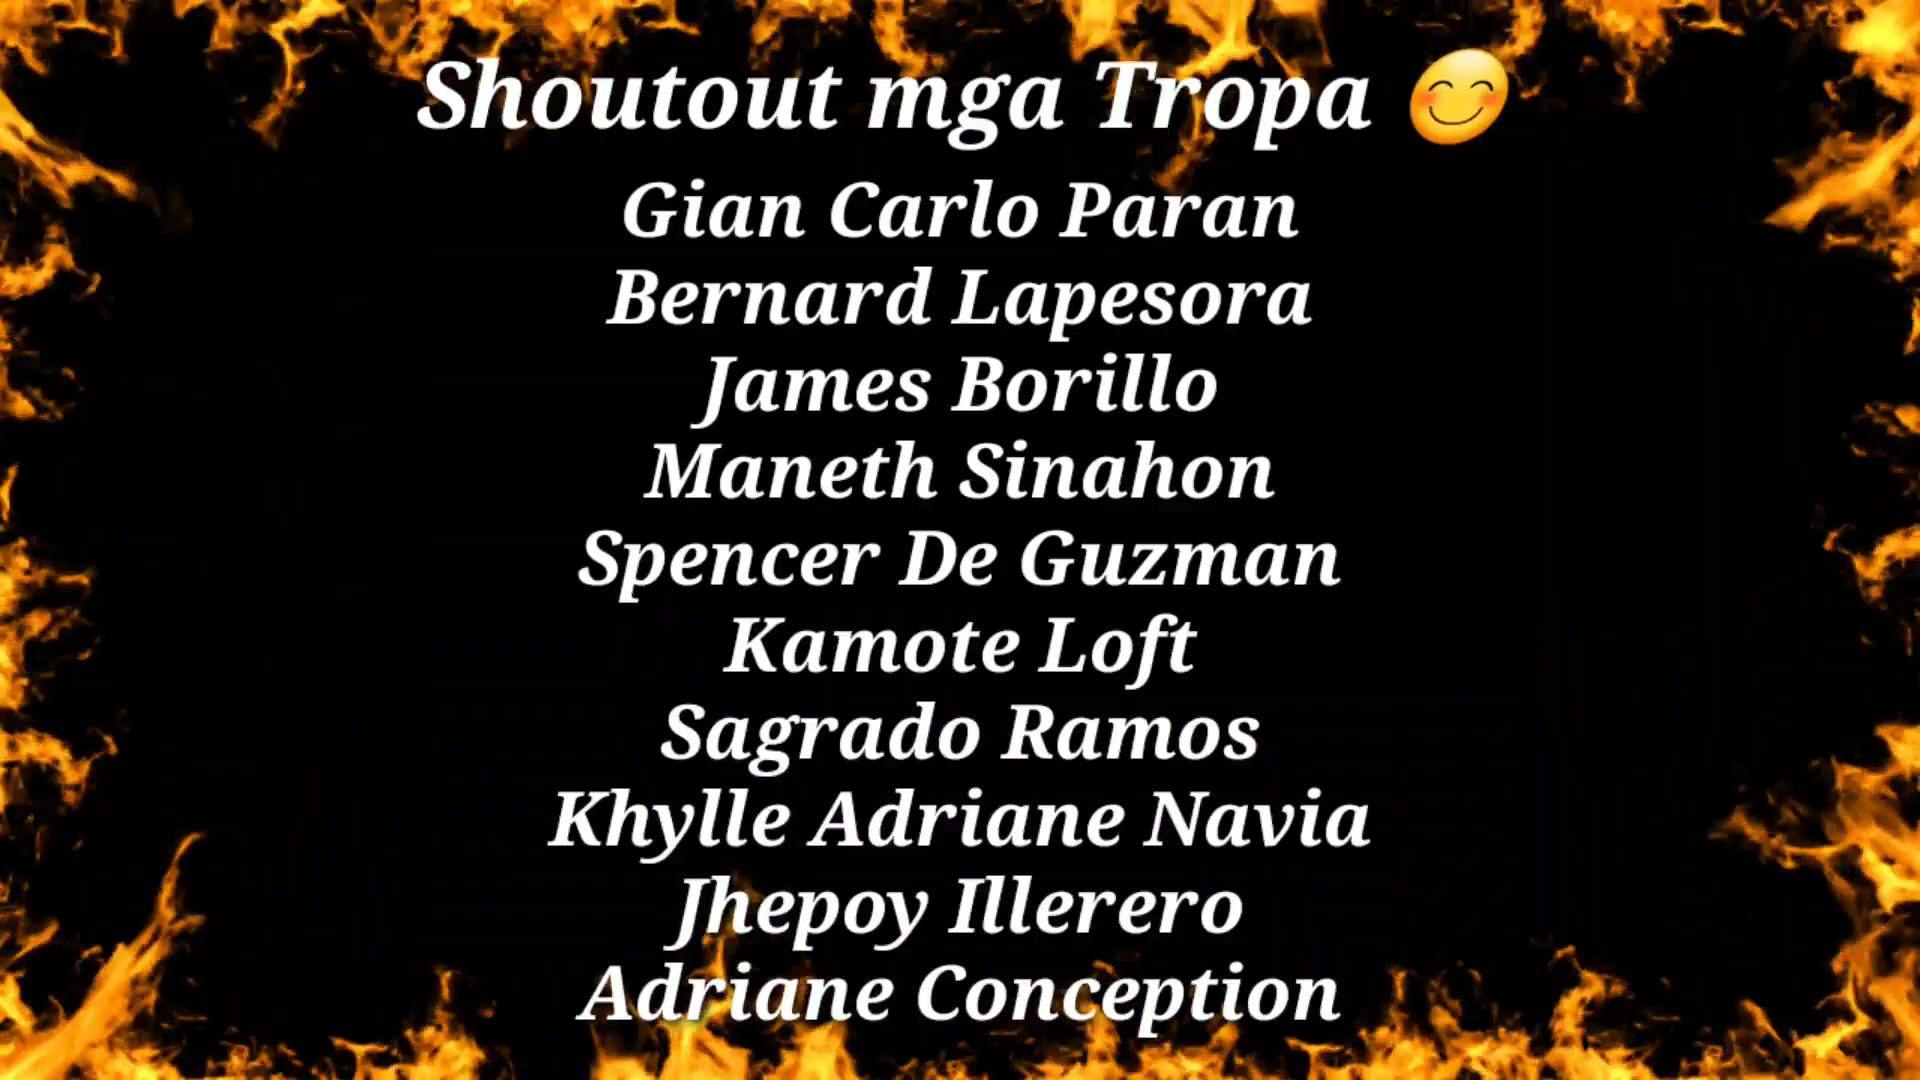 Shoutout mga Tropa 😊
Gian Carlo Paran
Bernard Lapesora
James Borillo
Maneth Sinahon
Spencer De Guzman
Kamote Loft
Sagrado Ramos
Khylle Adriane Navia
Jhepoy Illerero
Adriane Conception